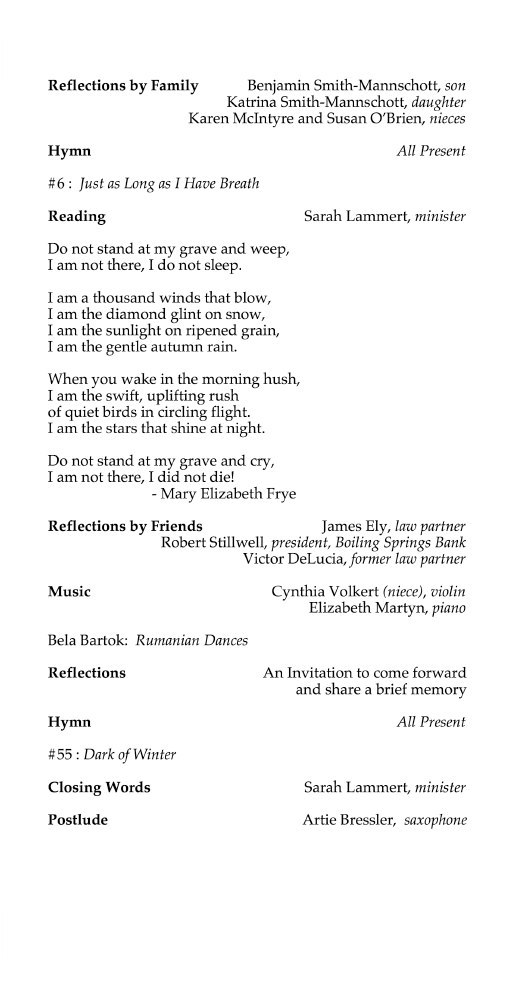 Reflections by Family Benjamin Smith-Mannschott, son
Katrina Smith-Mannschott, daughter
Karen McIntyre and Susan O'Brien, nieces
Hymn All Present
#6 : Just as Long as I Have Breath
Reading Sarah Lammert, minister
Do not stand at my grave and weep,
I am not there, I do not sleep.
I am a thousand winds that blow,
I am the diamond glint on snow,
I am the sunlight on ripened grain,
I am the gentle autumn rain.
When you wake in the morning hush,
I am the swift, uplifting rush
of quiet birds in circling flight.
I am the stars that shine at night.
Do not stand at my grave and cry,
I am not there, I did not die!
- Mary Elizabeth Frye
Reflections by Friends James Ely, law partner
Robert Stillwell, president, Boiling Springs Bank
Victor DeLucia, former law partner
Music Cynthia Volkert (niece), violin
Elizabeth Martyn, piano
Bela Bartok: Rumanian Dances
Reflections An Invitation to come forward
and share a brief memory
Hymn All Present
#55 : Dark of Winter
Closing Words Sarah Lammert, minister
Postlude Artie Bressler, saxophone